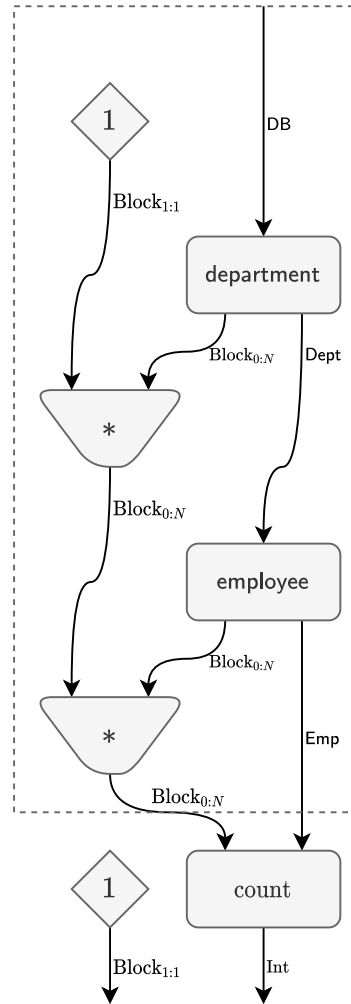 1
DB
Block1:1
department
Block0:N
Dept
*
Block0:N
employee
Block0:N
*
Emp
Block0:N
1
count
Block1:1
Int